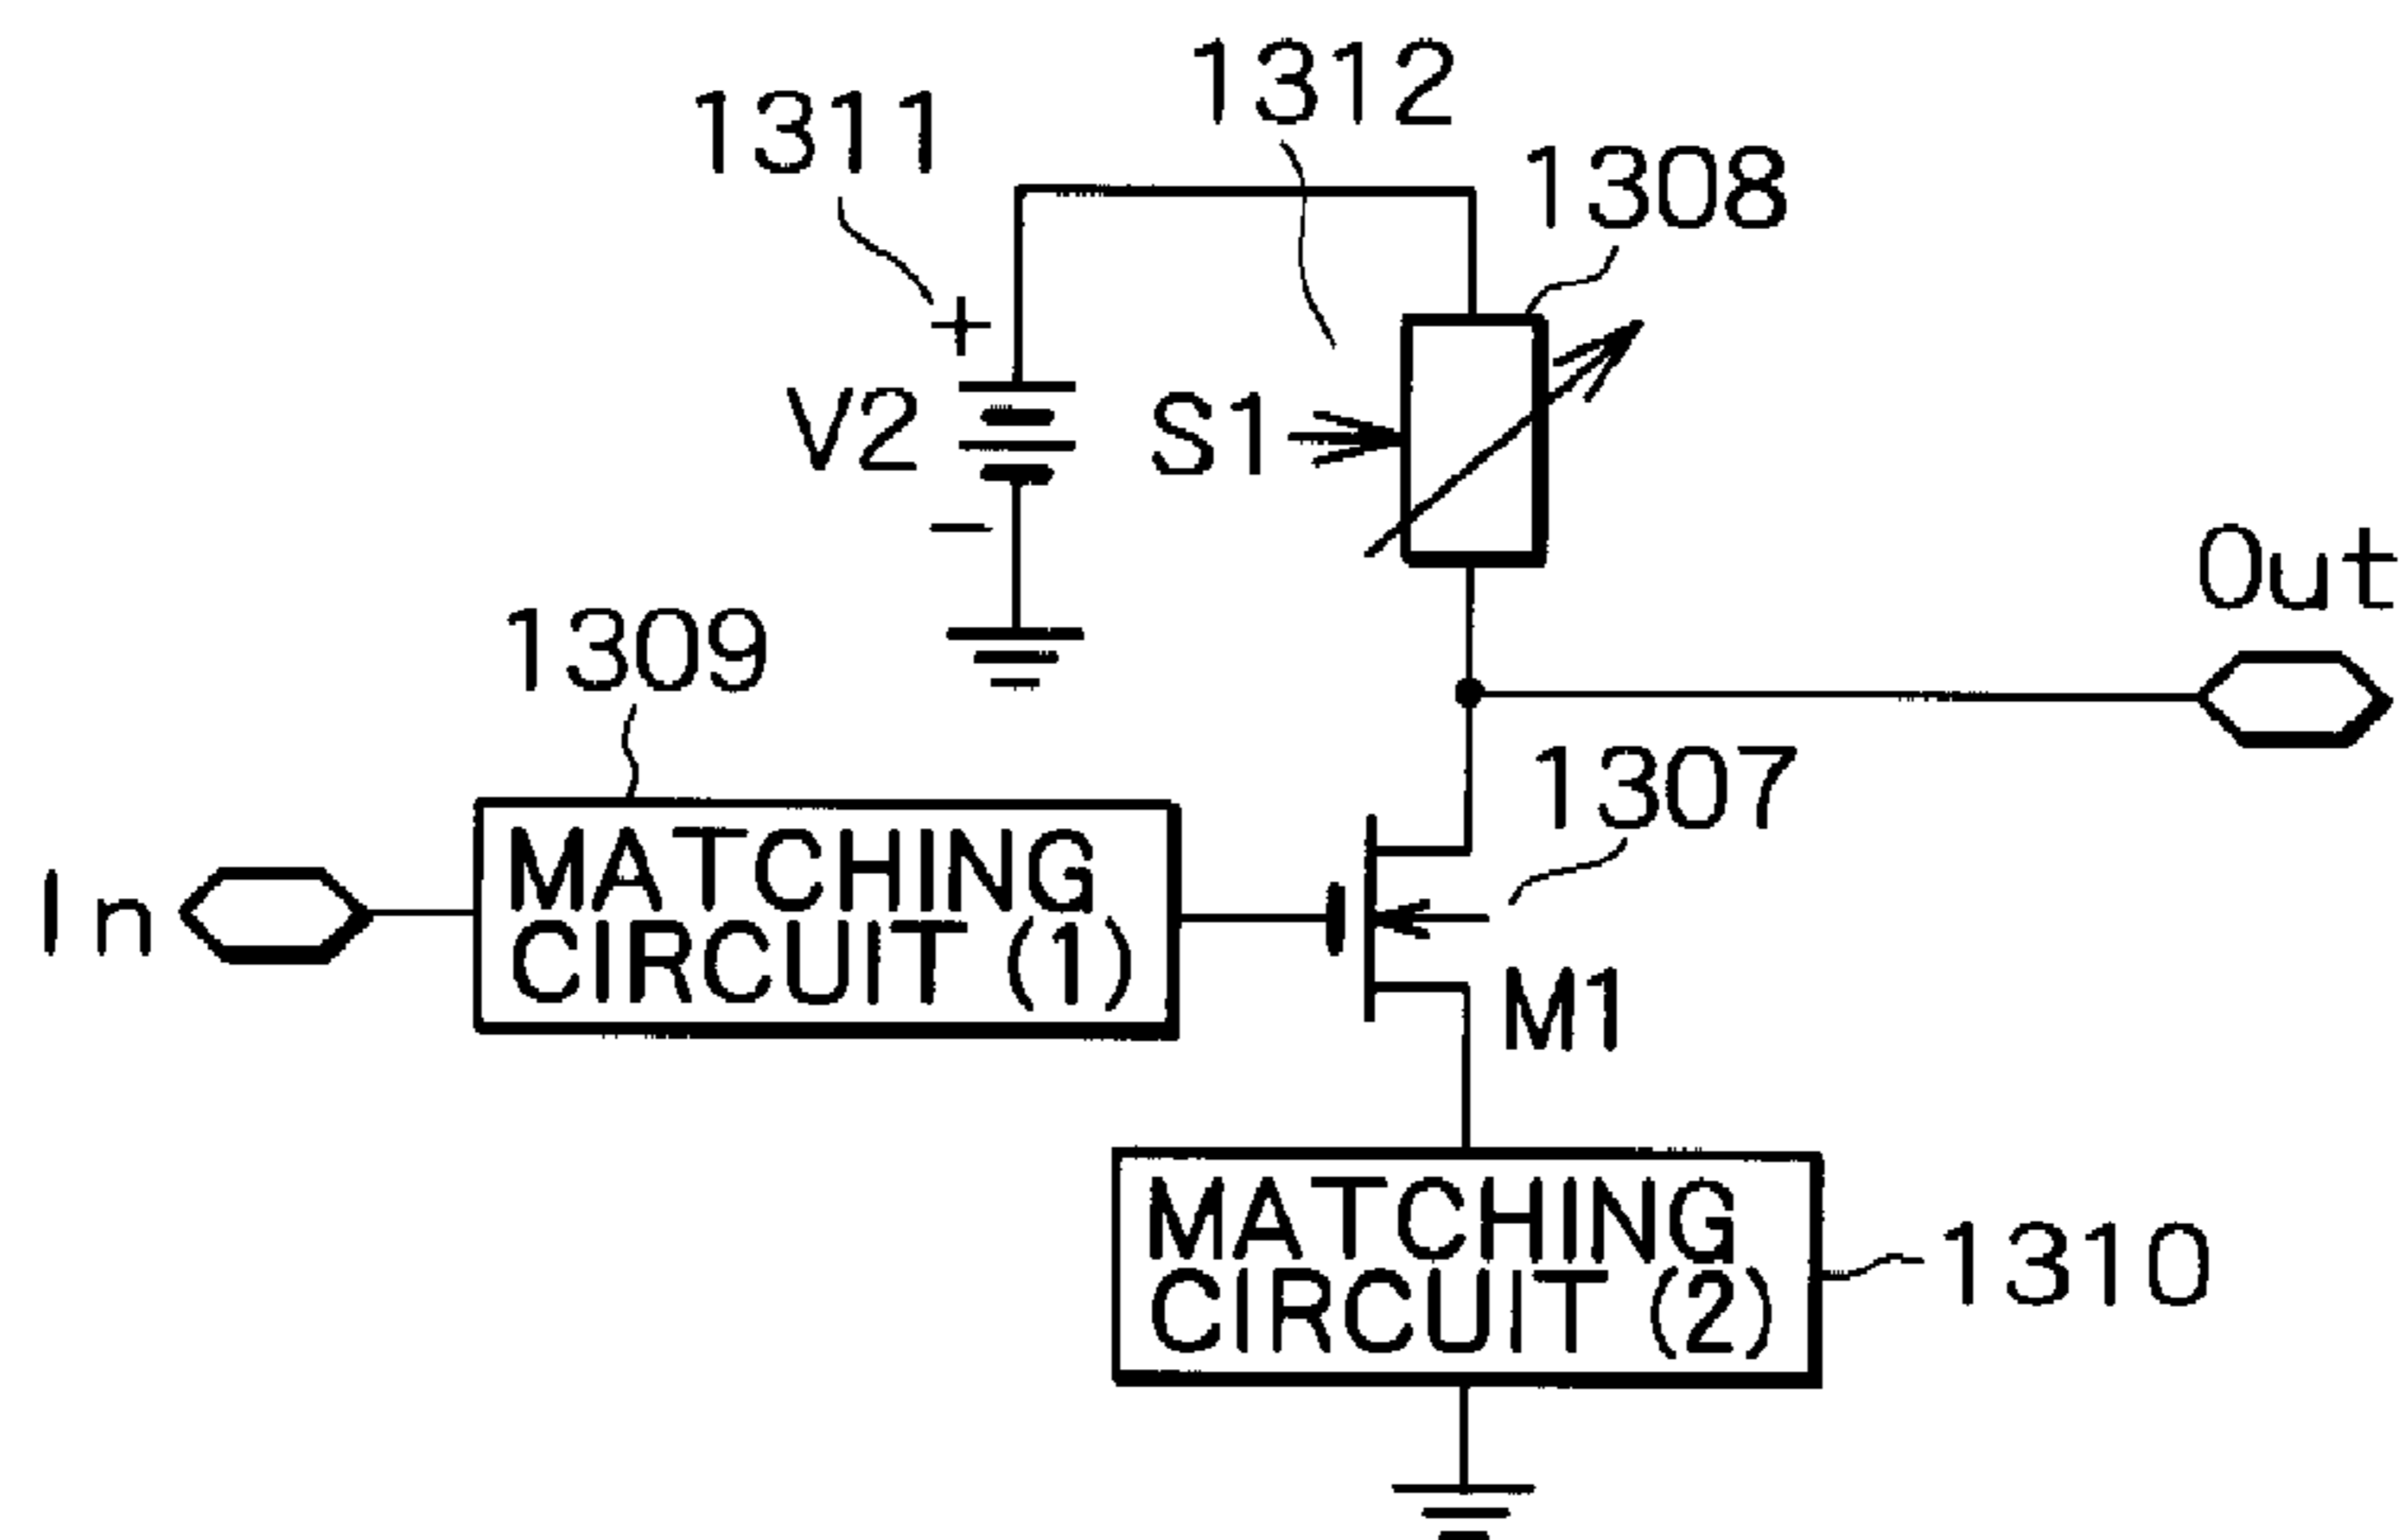 1312
1311
1308
+
V2
S1
−
Out
1309
1307
In
MATCHING
CIRCUIT (1)
M1
MATCHING
CIRCUIT (2)
1310